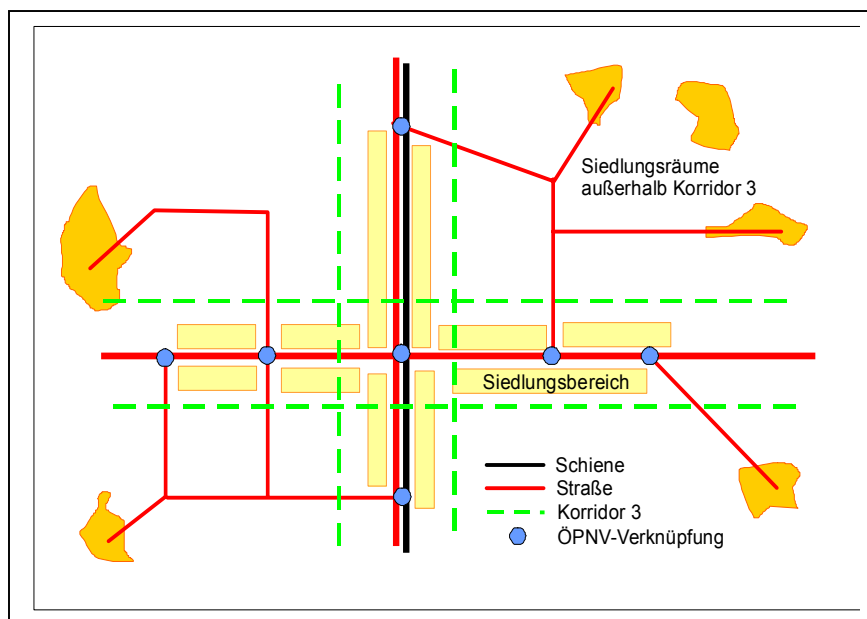 Siedlungsräume
außerhalb Korridor 3
Siedlungsbereich
Schiene
Straße
Korridor 3
ÖPNV-Verknüpfung